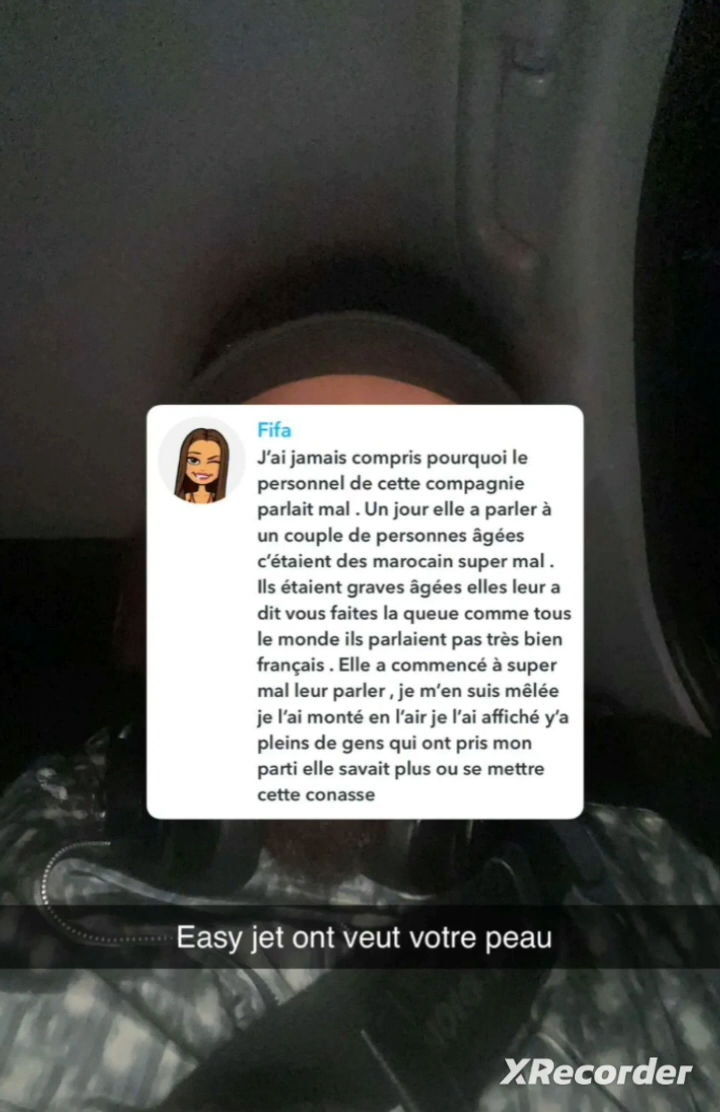 Fifa
J'ai jamais compris pourquoi le
personnel de cette compagnie
parlait mal . Un jour elle a parler à
un couple de personnes âgées
c'étaient des marocain super mal .
Ils étaient graves âgées elles leur a
dit vous faites la queue comme tous
le monde ils parlaient pas très bien
français . Elle a commencé à super
mal leur parler , je m'en suis mêlée
je l'ai monté en l'air je l'ai affiché y'a
pleins de gens qui ont pris mon
parti elle savait plus ou se mettre
cette conasse
Easy jet ont veut votre peau
XRecorder